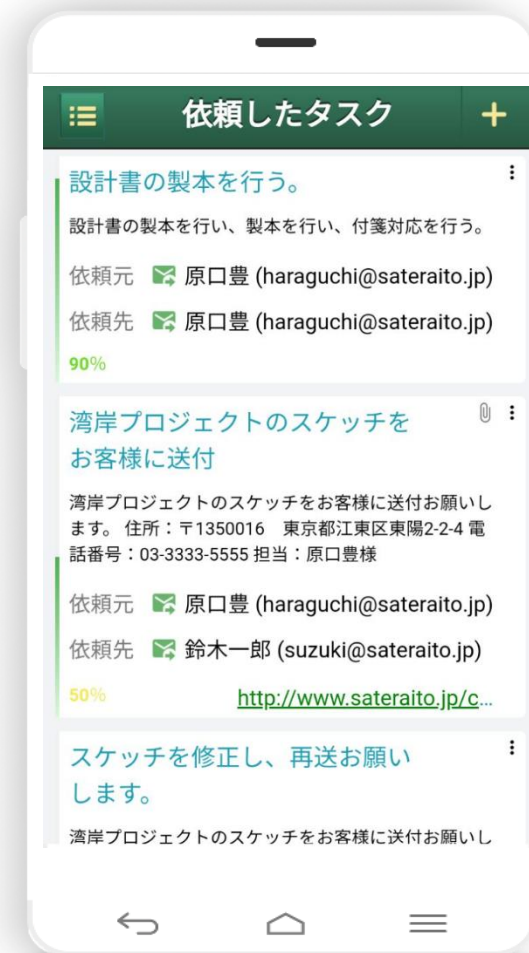 依頼したタスク
設計書の製本を行う。
設計書の製本を行い、製本を行い、付箋対応を行う。
依頼元 原口豊 (haraguchi@sateraito.jp)
依頼先 原口豊 (haraguchi@sateraito.jp)
90%
湾岸プロジェクトのスケッチを
お客様に送付
湾岸プロジェクトのスケッチをお客様に送付お願いし
ます。 住所：〒1350016　東京都江東区東陽2-2-4 電
話番号：03-3333-5555 担当：原口豊様
依頼元 原口豊 (haraguchi@sateraito.jp)
依頼先 鈴木一郎 (suzuki@sateraito.jp)
50% http://www.sateraito.jp/c...
スケッチを修正し、再送お願い
します。
湾岸プロジェクトのスケッチをお客様に送付お願いし